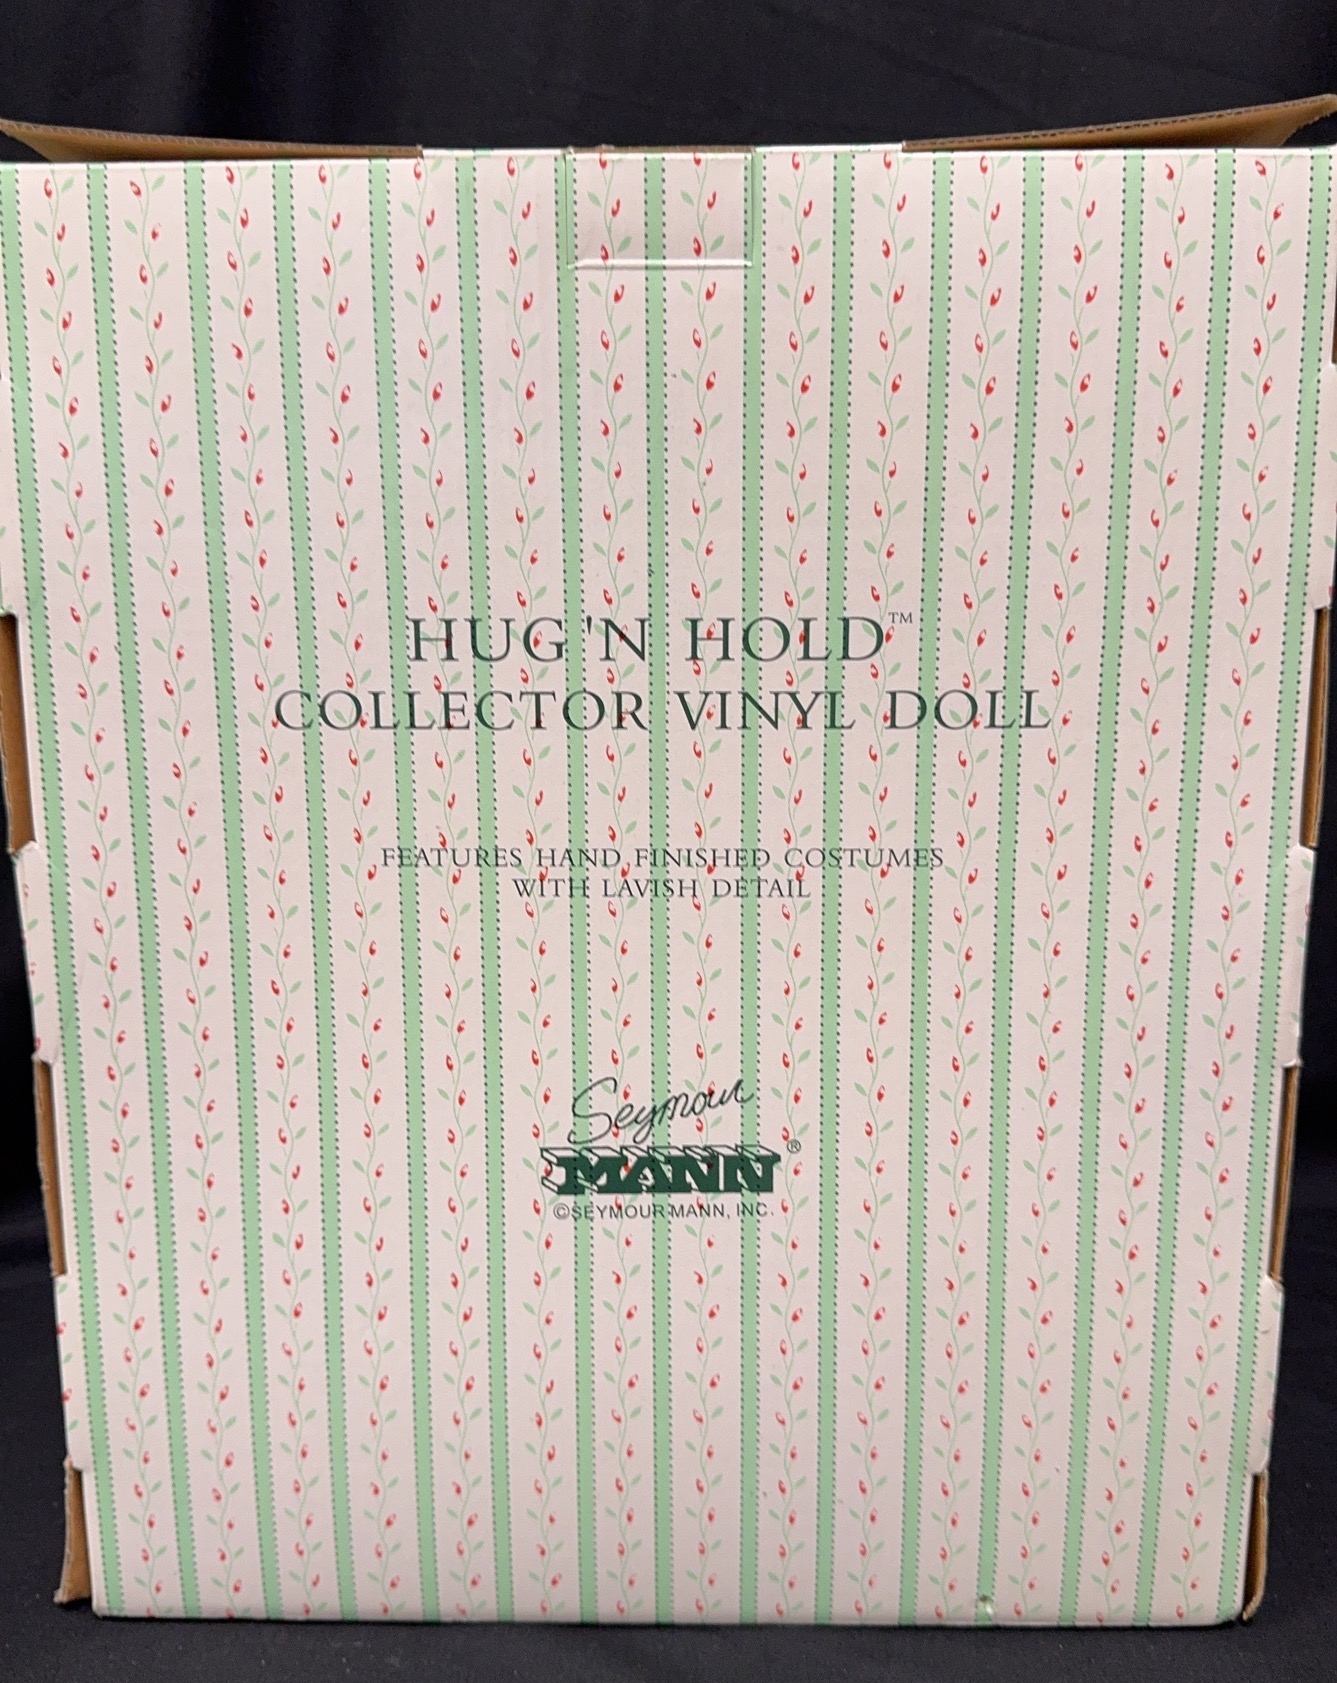 HUG 'N HOLD™
COLLECTOR VINYL DOLL
FEATURES HAND FINISHED COSTUMES
WITH LAVISH DETAIL
Seymour
MANN®
©SEYMOUR MANN, INC.